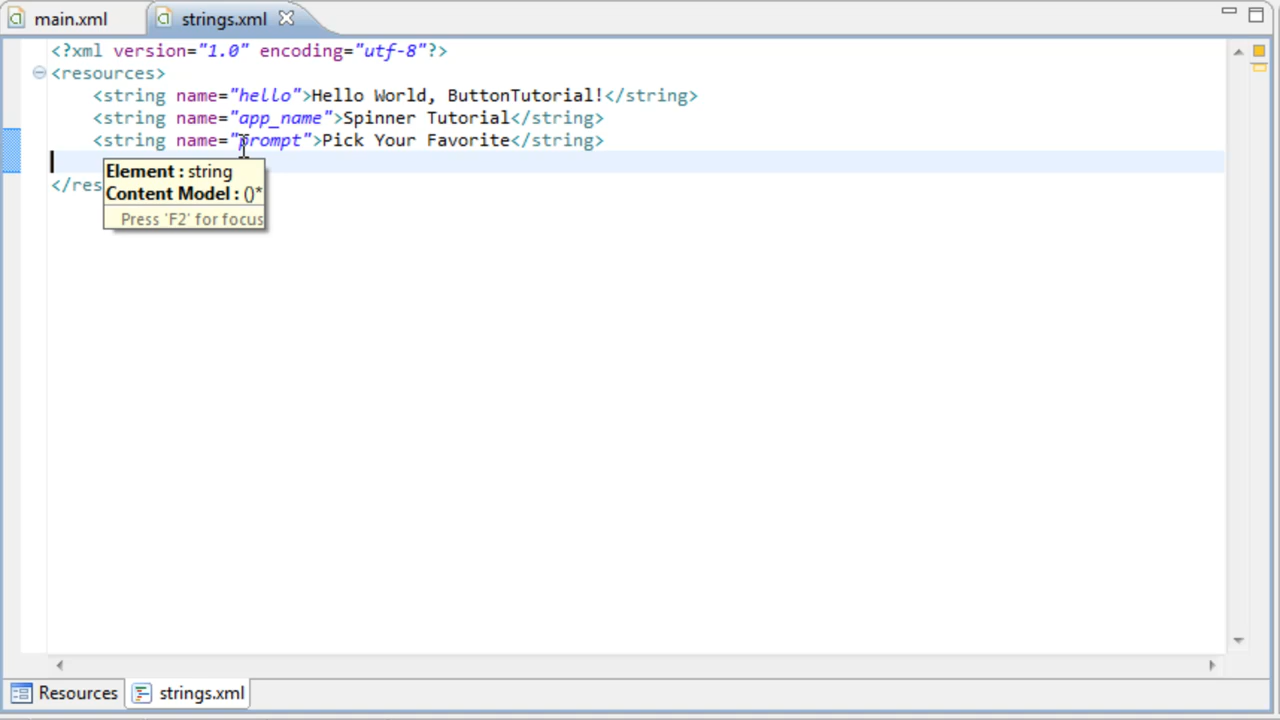 main.xml strings.xml
<?xml version="1.0" encoding="utf-8"?>
<resources>
<string name="hello">Hello World, ButtonTutorial!</string>
<string name="app_name">Spinner Tutorial</string>
<string name="prompt">Pick Your Favorite</string>
Element : string
</res
Content Model : ()*
Press 'F2' for focus
Resources strings.xml